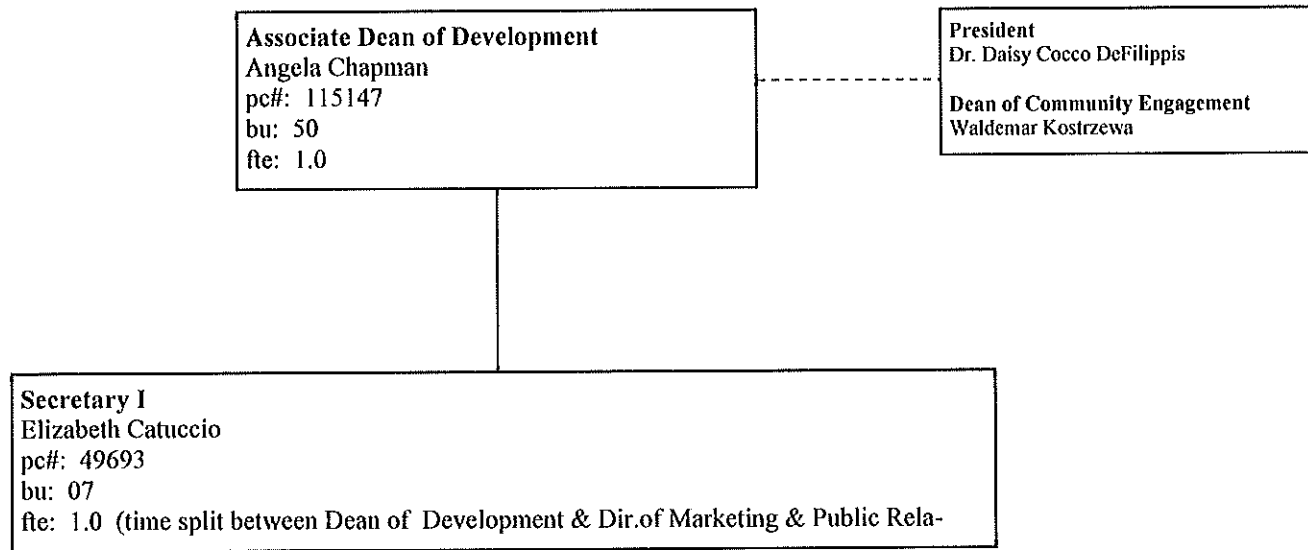 Associate Dean of Development
Angela Chapman
pc#: 115147
bu: 50
fte: 1.0
President
Dr. Daisy Cocco DeFilippis
Dean of Community Engagement
Waldemar Kostrzewa
Secretary I
Elizabeth Catuccio
pc#: 49693
bu: 07
fte: 1.0 (time split between Dean of Development & Dir.of Marketing & Public Rela-